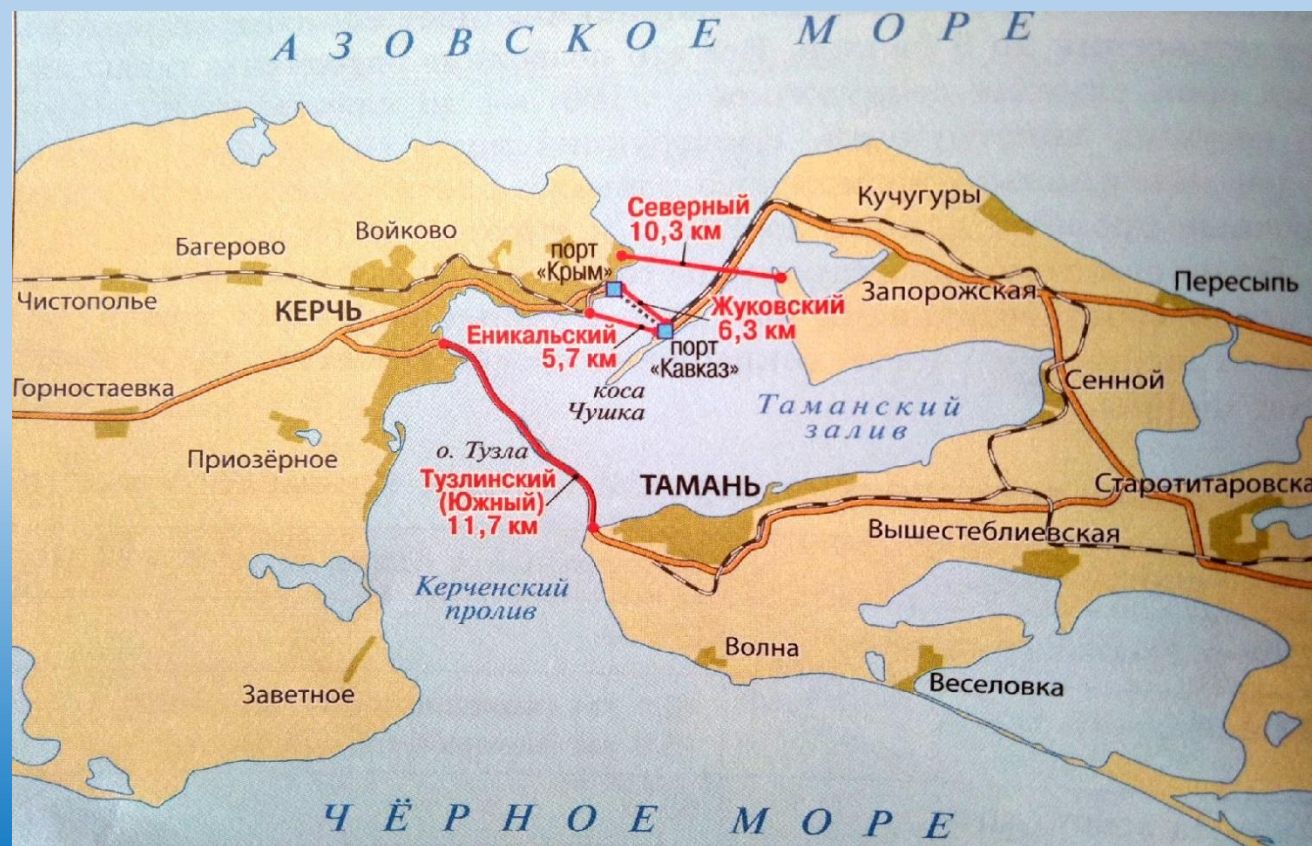 АЗОВСКОЕ МОРЕ
Кучугуры
Северный
10,3 км
Войково
Багерово
порт
«Крым»
Пересыпь
Чистополье
КЕРЧЬ
Запорожская
Жуковский
6,3 км
Еникальский
5,7 км
порт
«Кавказ»
Горностаевка
коса
Чушка
Сенной
Таманский
залив
Приозёрное
о. Тузла
Тузлинский
(Южный)
11,7 км
ТАМАНЬ
Старотитаровска
Вышестеблиевская
Керченский
пролив
Волна
Заветное
Веселовка
ЧЁРНОЕ МОРЕ